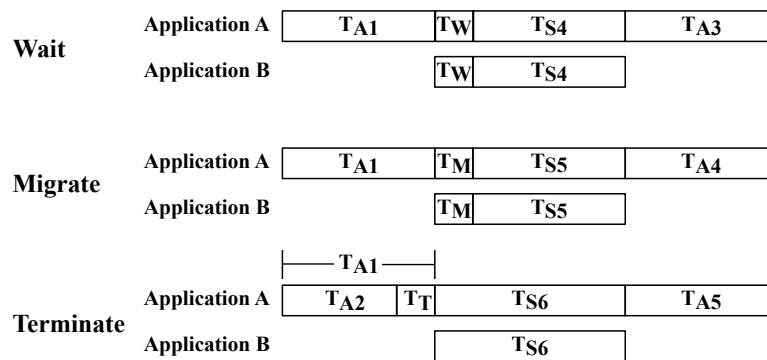 Application A TA1 TW TS4 TA3
Wait
Application B TW TS4
Application A TA1 TM TS5 TA4
Migrate
Application B TM TS5
TA1
Application A TA2 TT TS6 TA5
Terminate
Application B TS6